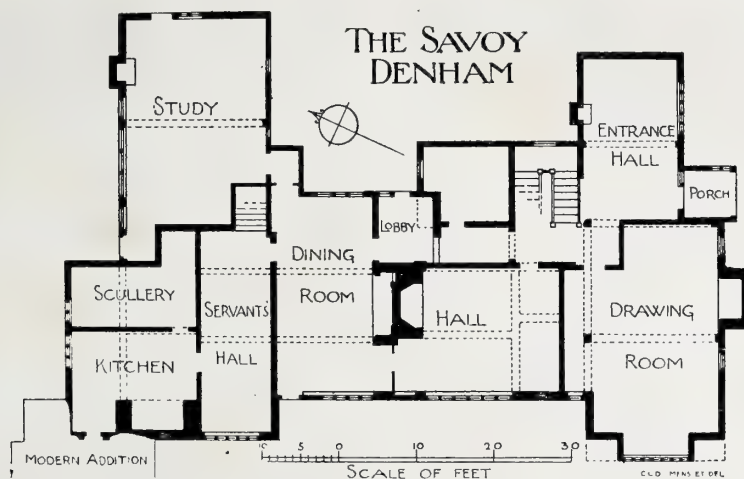 THE SAVOY
DENHAM
STUDY
ENTRANCE
HALL
PORCH
LOBBY
DINING
ROOM
SCULLERY
SERVANTS
HALL
HALL
DRAWING
ROOM
KITCHEN
MODERN ADDITION
5 0 10 20 30
SCALE OF FEET